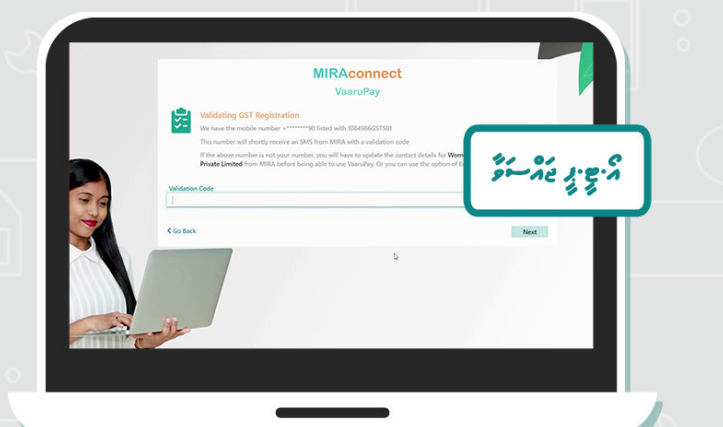 MIRAconnect
VaaruPay
Validating GST Registration
We have the mobile number +********90 listed with 1084986GST501
This number will shortly receive an SMS from MIRA with a validation code
If the above number is not your number, you will have to update the contact details for
Private Limited from MIRA before being able to use VaaruPay. Or you can use the option of
Validation Code
Go Back
Next
އޯ.ޓީ.ޕީ ޖައްސަވާ